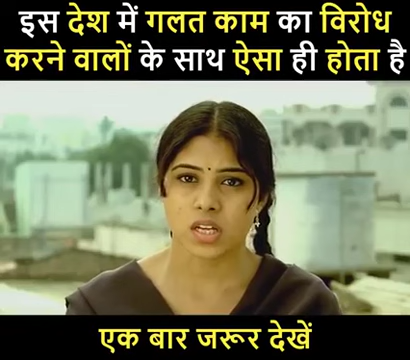 इस देश में गलत काम का विरोध
करने वालों के साथ ऐसा ही होता है
एक बार जरूर देखें